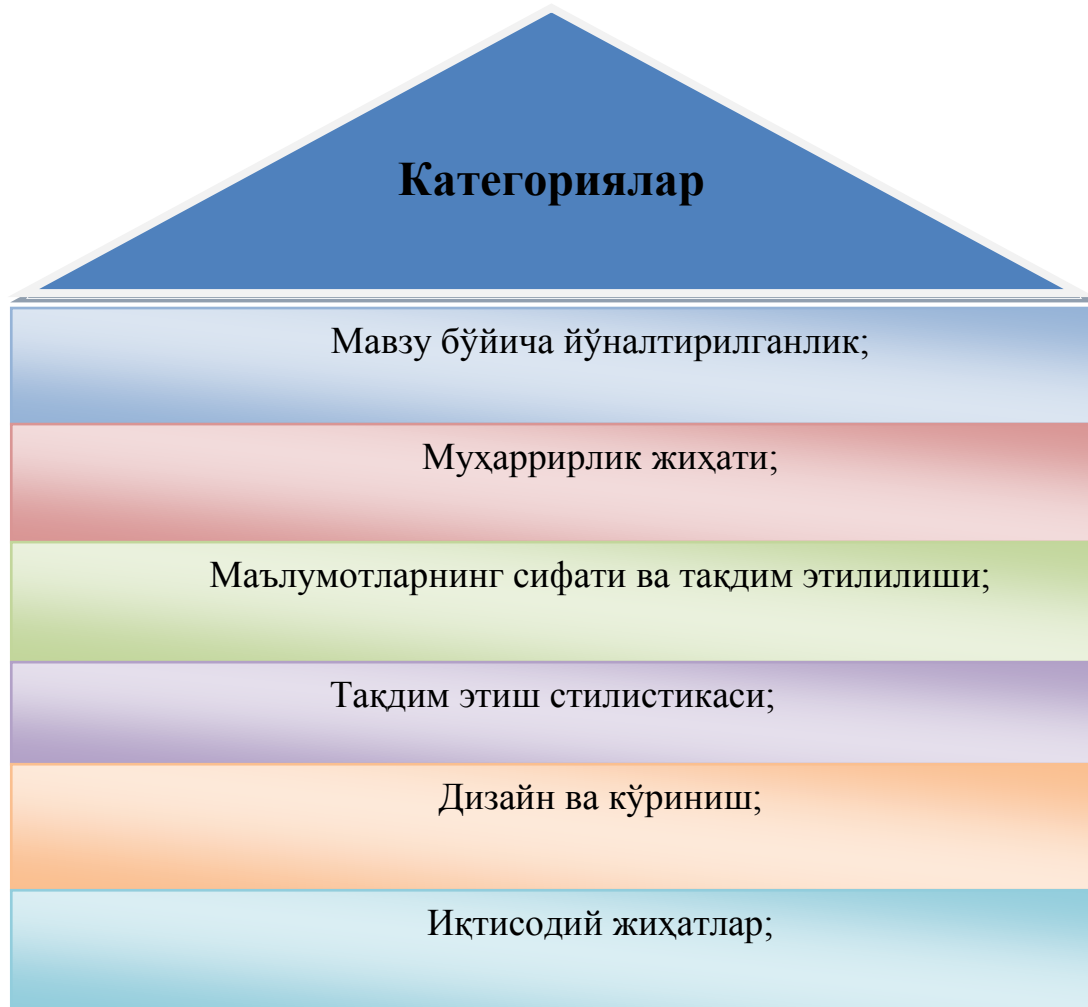 Категориялар
Мавзу бўйича йўналтирилганлик;
Муҳаррирлик жиҳати;
Маълумотларнинг сифати ва тақдим этилилиши;
Тақдим этиш стилистикаси;
Дизайн ва кўриниш;
Иқтисодий жиҳатлар;